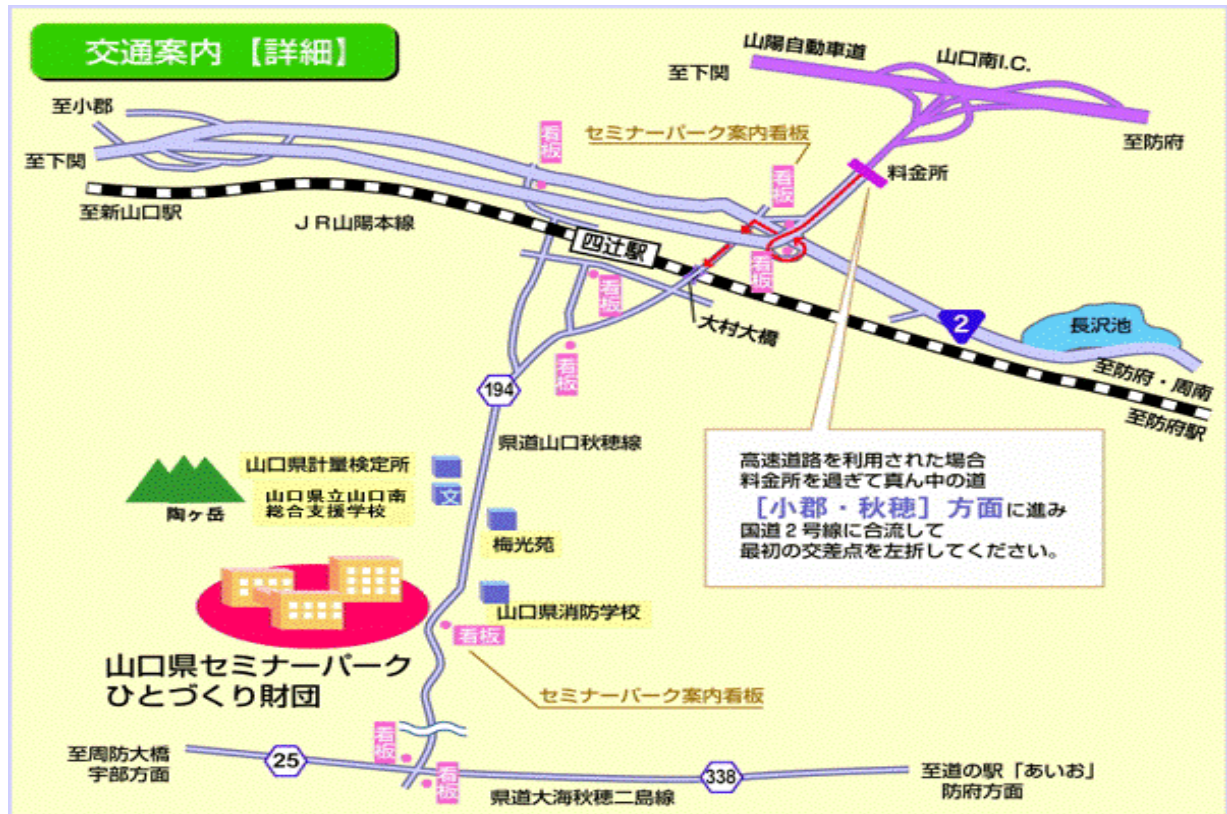 交通案内 【詳細】
山陽自動車道
山口南I.C.
至下関
至小郡
看板
セミナーパーク案内看板
至防府
至下関
看板
料金所
至新山口駅
JR山陽本線
四辻駅
看板
看板
大村大橋
2
長沢池
至防府・周南
看板
至防府駅
194
県道山口秋穂線
高速道路を利用された場合
料金所を過ぎて真ん中の道
[小郡・秋穂] 方面に進み
国道2号線に合流して
最初の交差点を左折してください。
山口県計量検定所
山口県立山口南
総合支援学校
文
陶ヶ岳
梅光苑
山口県消防学校
看板
山口県セミナーパーク
ひとづくり財団
セミナーパーク案内看板
看板
至周防大橋
宇部方面
25
看板
338
県道大海秋穂二島線
至道の駅「あいお」
防府方面